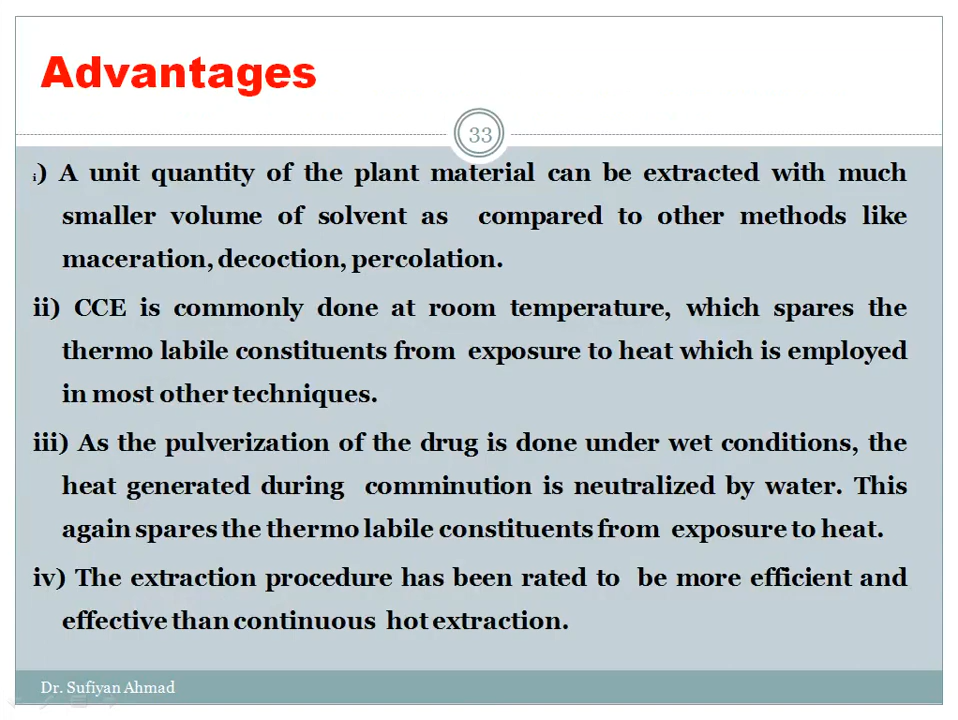 Advantages
33
i) A unit quantity of the plant material can be extracted with much
smaller volume of solvent as compared to other methods like
maceration, decoction, percolation.
ii) CCE is commonly done at room temperature, which spares the
thermo labile constituents from exposure to heat which is employed
in most other techniques.
iii) As the pulverization of the drug is done under wet conditions, the
heat generated during comminution is neutralized by water. This
again spares the thermo labile constituents from exposure to heat.
iv) The extraction procedure has been rated to be more efficient and
effective than continuous hot extraction.
Dr. Sufiyan Ahmad